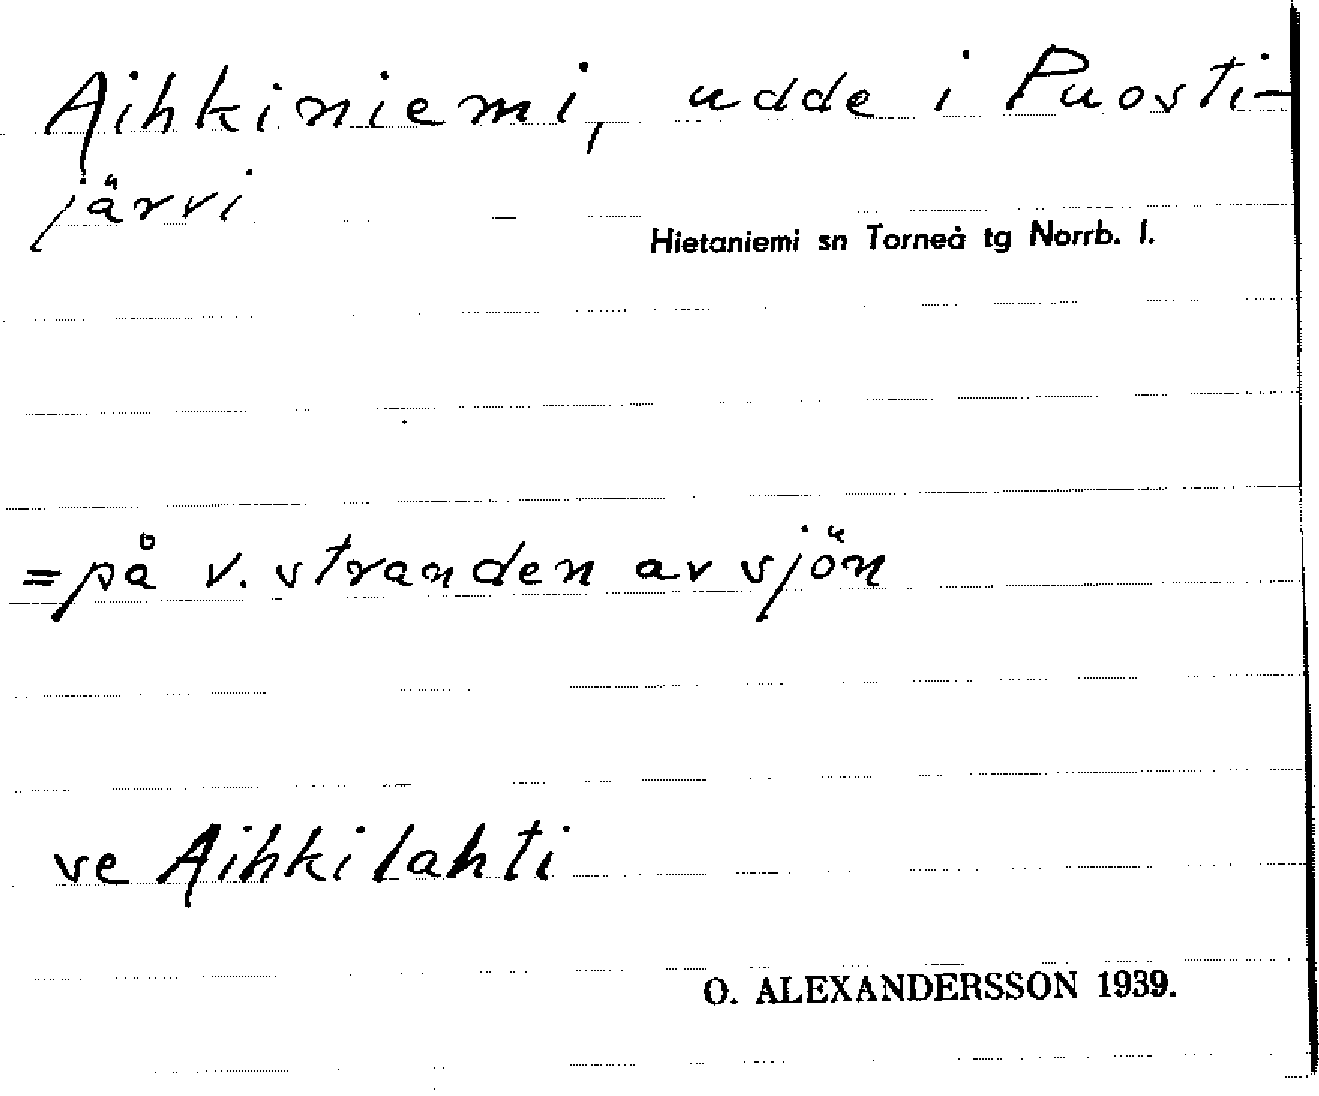 Aihkiniemi, udde i Puosti-
järvi
Hietaniemi sn Torneå tg Norrb. l.
=på v. stranden av sjön
ve Aihkilahti
O. ALEXANDERSSON 1939.